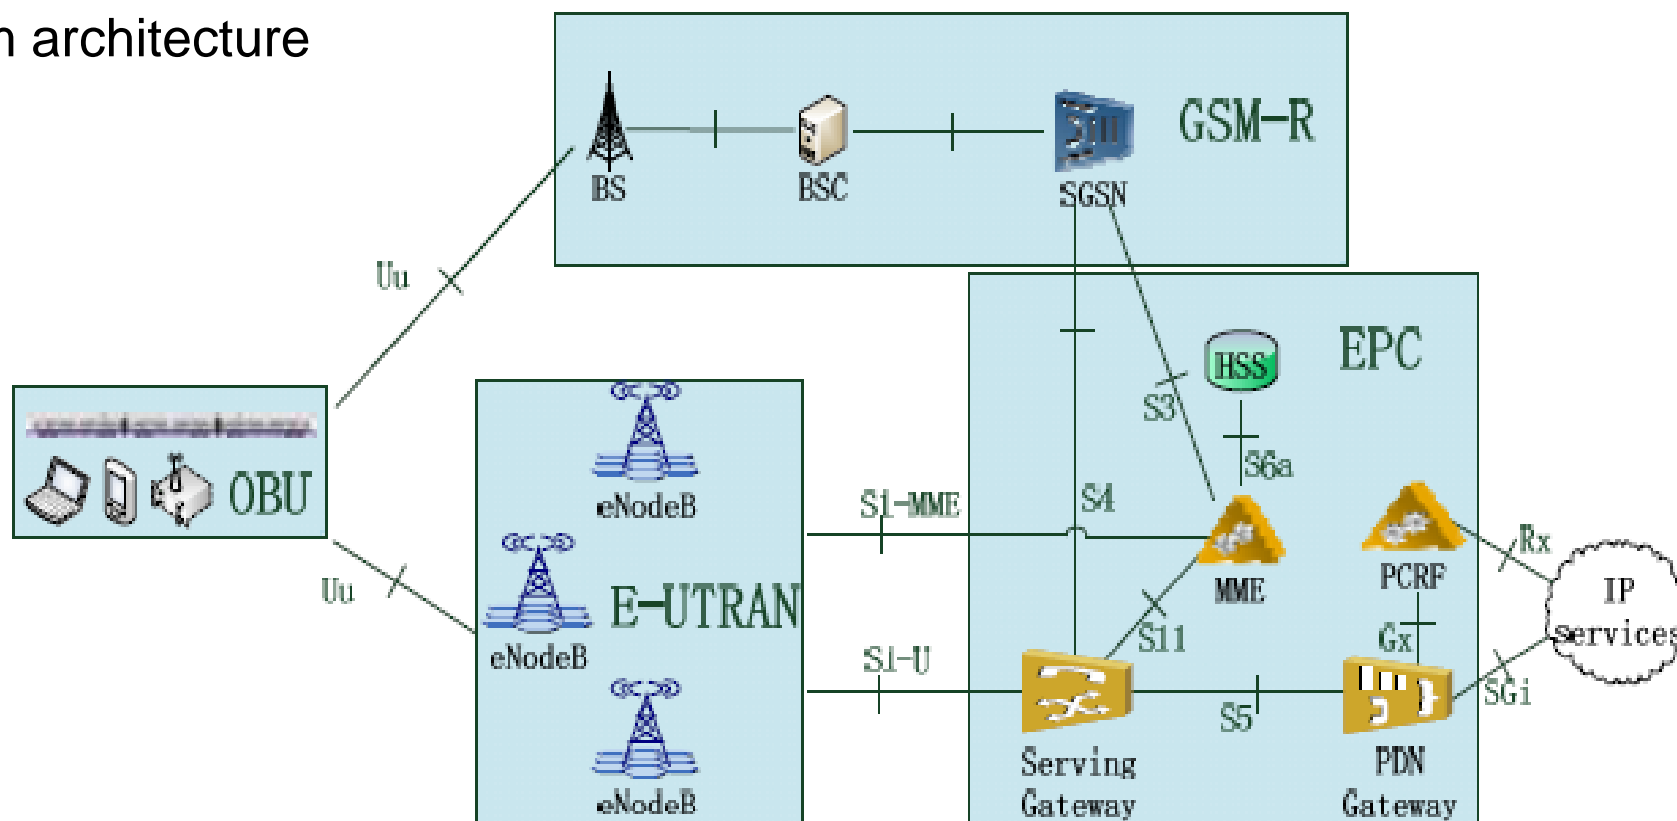 n architecture
GSM-R
BS
BSC
SGSN
Uu
EPC
HSS
S3
S6a
OBU
eNodeB
S1-MME
S4
Rx
Uu
E-UTRAN
MME
PCRF
IP
services
eNodeB
S1-U
S11
Gx
S5
SGi
Serving
Gateway
PDN
Gateway
eNodeB